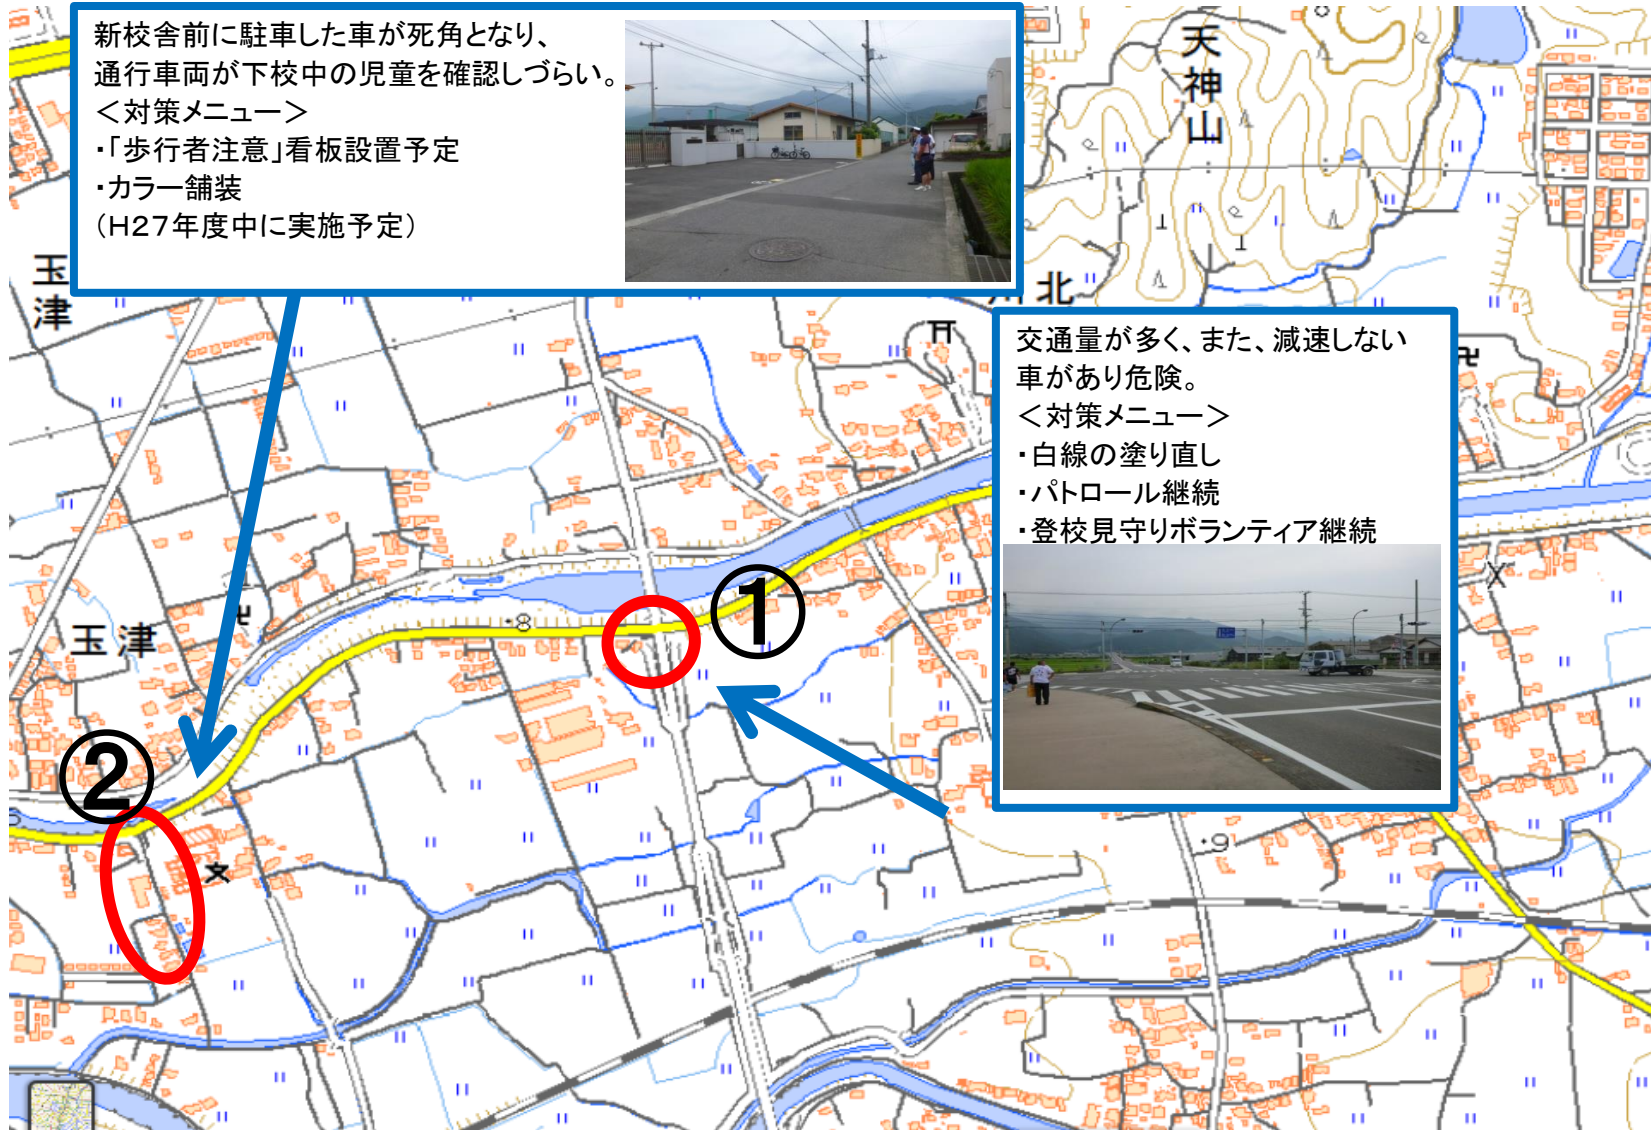 新校舎前に駐車した車が死角となり、
通行車両が下校中の児童を確認しづらい。
＜対策メニュー＞
・「歩行者注意」看板設置予定
・カラー舗装
（H27年度中に実施予定）
天神山
玉津
川北
交通量が多く、また、減速しない
車があり危険。
＜対策メニュー＞
・白線の塗り直し
・パトロール継続
・登校見守りボランティア継続
①
・8
玉津
②
・9